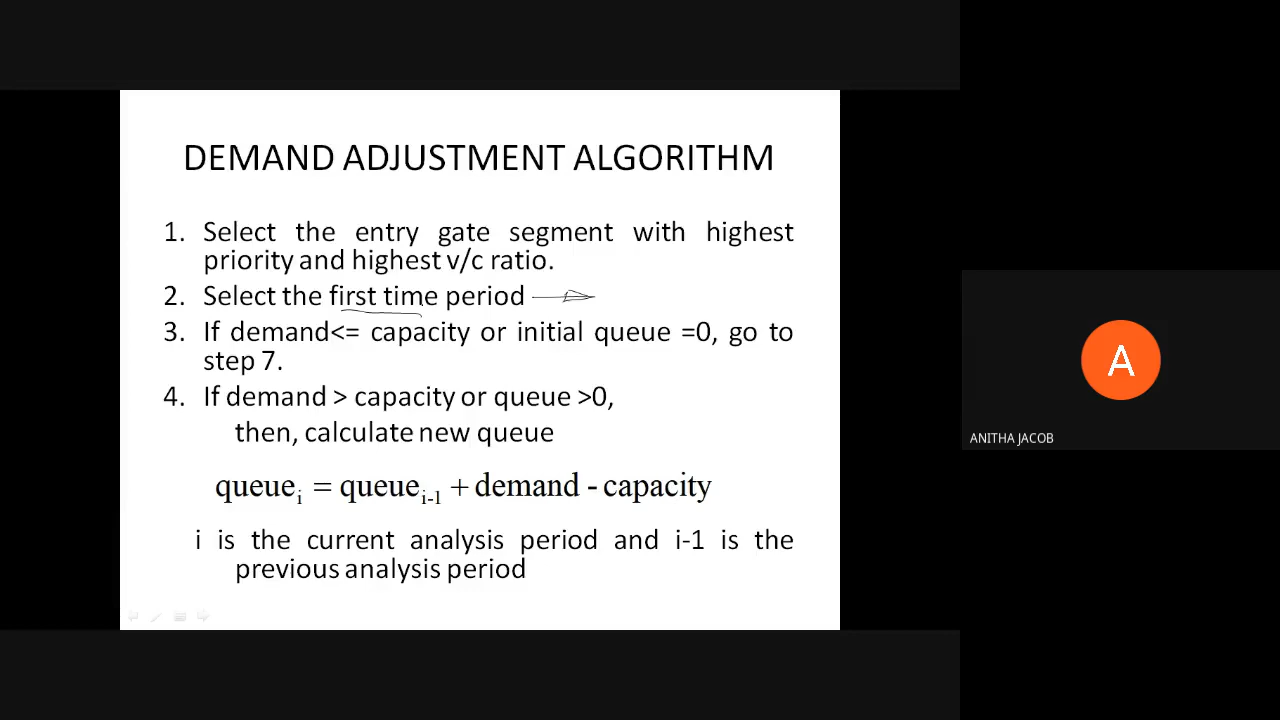 DEMAND ADJUSTMENT ALGORITHM
1. Select the entry gate segment with highest
priority and highest v/c ratio.
2. Select the first time period
3. If demand<= capacity or initial queue =0, go to
step 7.
4. If demand > capacity or queue >0,
then, calculate new queue
queue_i = queue_i-1 + demand - capacity
i is the current analysis period and i-1 is the
previous analysis period
A
ANITHA JACOB